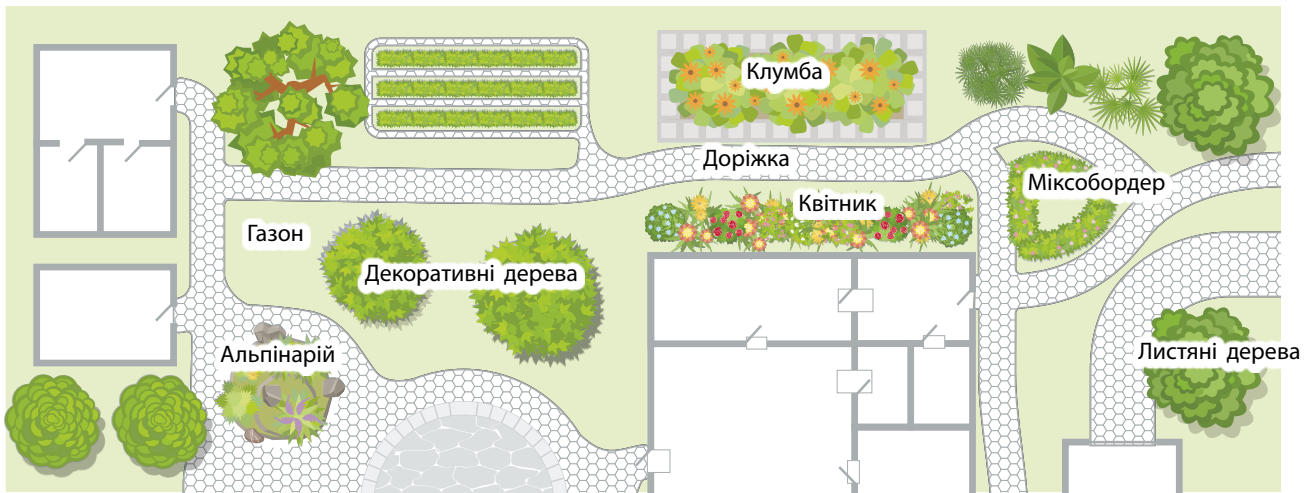 Клумба
Доріжка
Міксобордер
Квітник
Газон
Декоративні дерева
Альпінарій
Листяні дерева